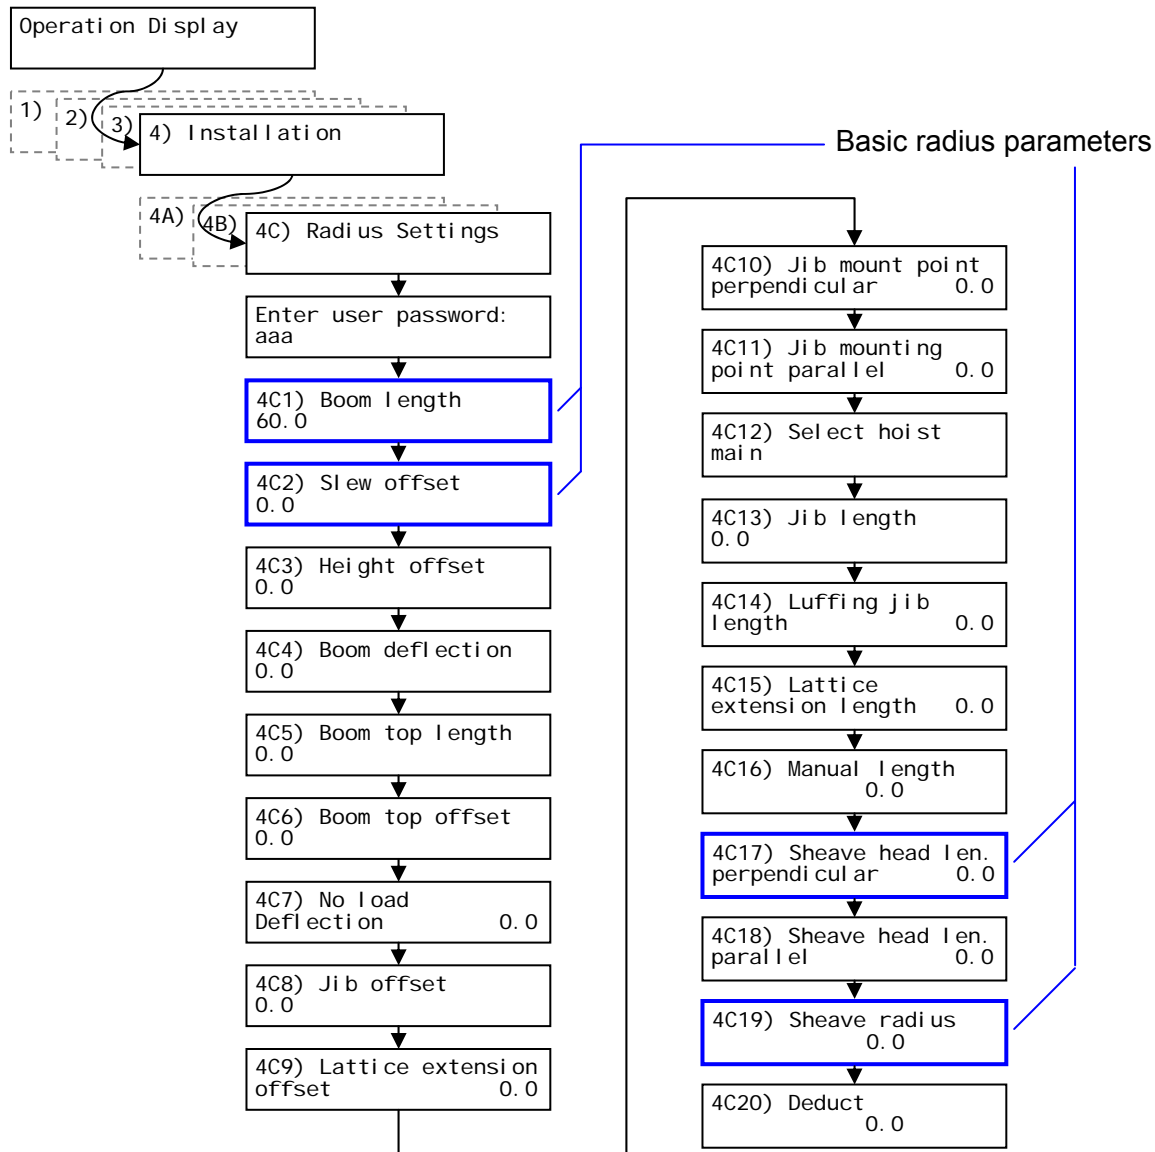 Operation Display
1)
2)
3)
4) Installation
Basic radius parameters
4A)
4B)
4C) Radius Settings
Enter user password:
aaa
4C1) Boom length
60.0
4C2) Slew offset
0.0
4C3) Height offset
0.0
4C4) Boom deflection
0.0
4C5) Boom top length
0.0
4C6) Boom top offset
0.0
4C7) No load
Deflection 0.0
4C8) Jib offset
0.0
4C9) Lattice extension
offset 0.0
4C10) Jib mount point
perpendicular 0.0
4C11) Jib mounting
point parallel 0.0
4C12) Select hoist
main
4C13) Jib length
0.0
4C14) Luffing jib
length 0.0
4C15) Lattice
extension length 0.0
4C16) Manual length
0.0
4C17) Sheave head len.
perpendicular 0.0
4C18) Sheave head len.
parallel 0.0
4C19) Sheave radius
0.0
4C20) Deduct
0.0